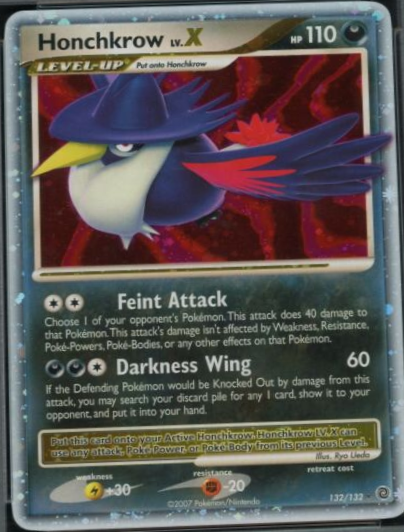 Honchkrow LV.X HP 110
LEVEL-UP Put onto Honchkrow
Feint Attack
Choose 1 of your opponent's Pokémon. This attack does 40 damage to
that Pokémon. This attack's damage isn't affected by Weakness, Resistance,
Poké-Powers, Poké-Bodies, or any other effects on that Pokémon.
Darkness Wing 60
If the Defending Pokémon would be Knocked Out by damage from this
attack, you may search your discard pile for any 1 card, show it to your
opponent, and put it into your hand.
Put this card onto your Active Honchkrow. Honchkrow LV.X can
use any attack, Poké-Power, or Poké-Body from its previous Level.
Illus. Ryo Ueda
weakness resistance retreat cost
+30 -20
©2007 Pokémon/Nintendo 132/132